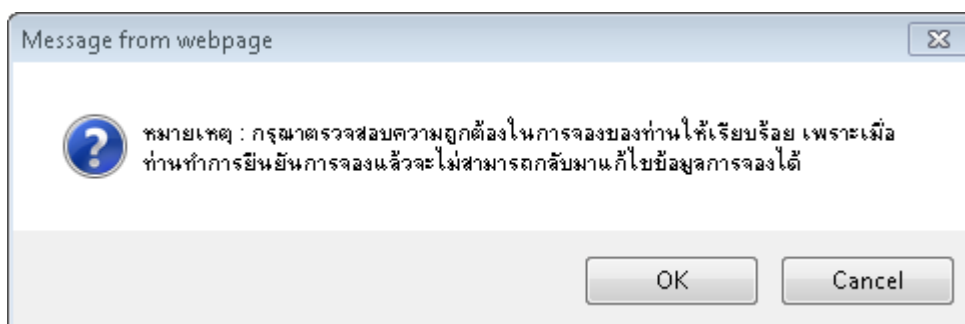 Message from webpage
หมายเหตุ : กรุณาตรวจสอบความถูกต้องในการจองของท่านให้เรียบร้อย เพราะเมื่อ
ท่านทำการยืนยันการจองแล้วจะไม่สามารถกลับมาแก้ไขข้อมูลการจองได้
OK
Cancel